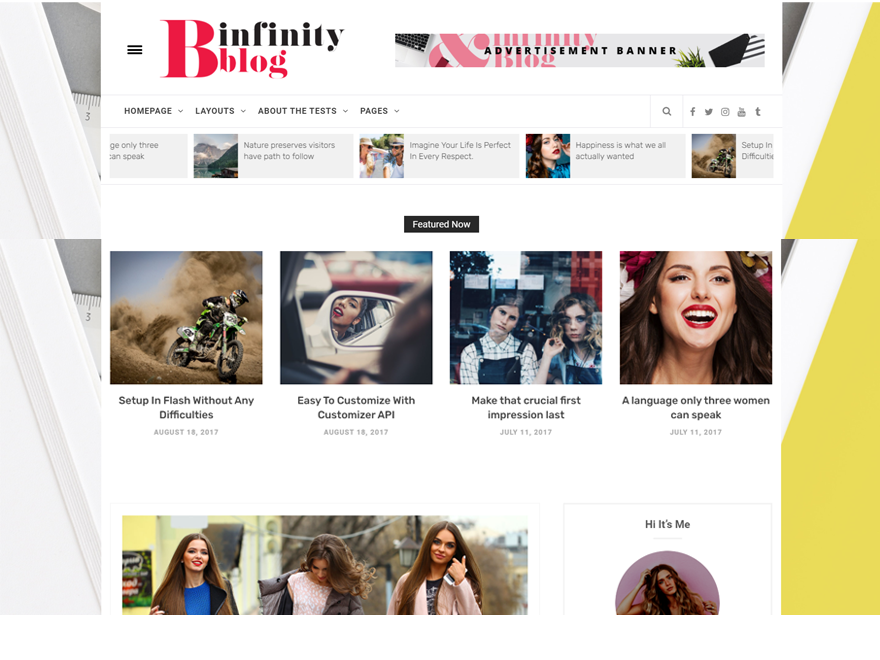 B infinity
blog
ADVERTISEMENT BANNER
HOMEPAGE LAYOUTS ABOUT THE TESTS PAGES
ge only three
can speak
Nature preserves visitors
have path to follow
Imagine Your Life Is Perfect
In Every Respect.
Happiness is what we all
actually wanted
Setup In
Difficultie
Featured Now
Setup In Flash Without Any
Difficulties
AUGUST 18, 2017
Easy To Customize With
Customizer API
AUGUST 18, 2017
Make that crucial first
impression last
JULY 11, 2017
A language only three women
can speak
JULY 11, 2017
Hi It's Me